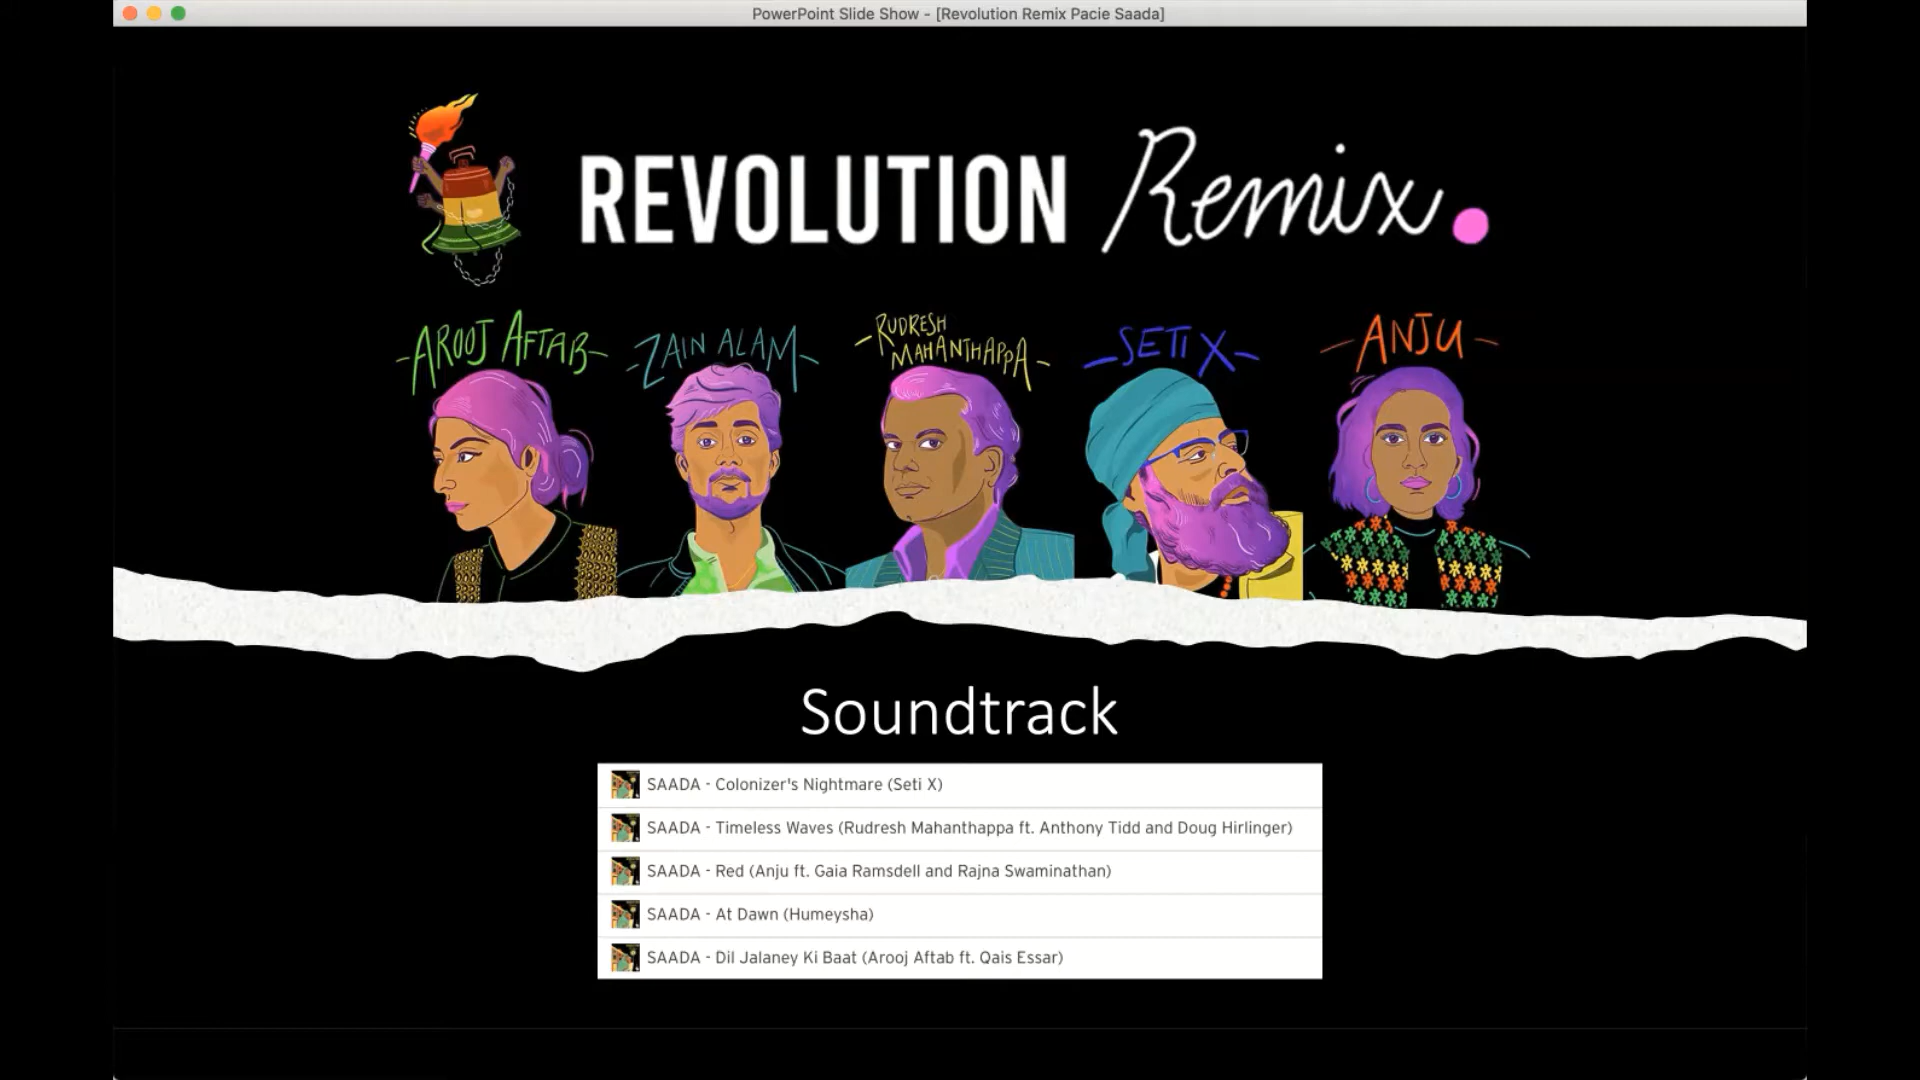 PowerPoint Slide Show - [Revolution Remix Pacie Saada]
REVOLUTION Remix.
AROOJ AFTAB
ZAIN ALAM
RUDRESH
MAHANTHAPPA
SETI X
ANJU
Soundtrack
SAADA - Colonizer's Nightmare (Seti X)
SAADA - Timeless Waves (Rudresh Mahanthappa ft. Anthony Tidd and Doug Hirlinger)
SAADA - Red (Anju ft. Gaia Ramsdell and Rajna Swaminathan)
SAADA - At Dawn (Humeysha)
SAADA - Dil Jalaney Ki Baat (Arooj Aftab ft. Qais Essar)